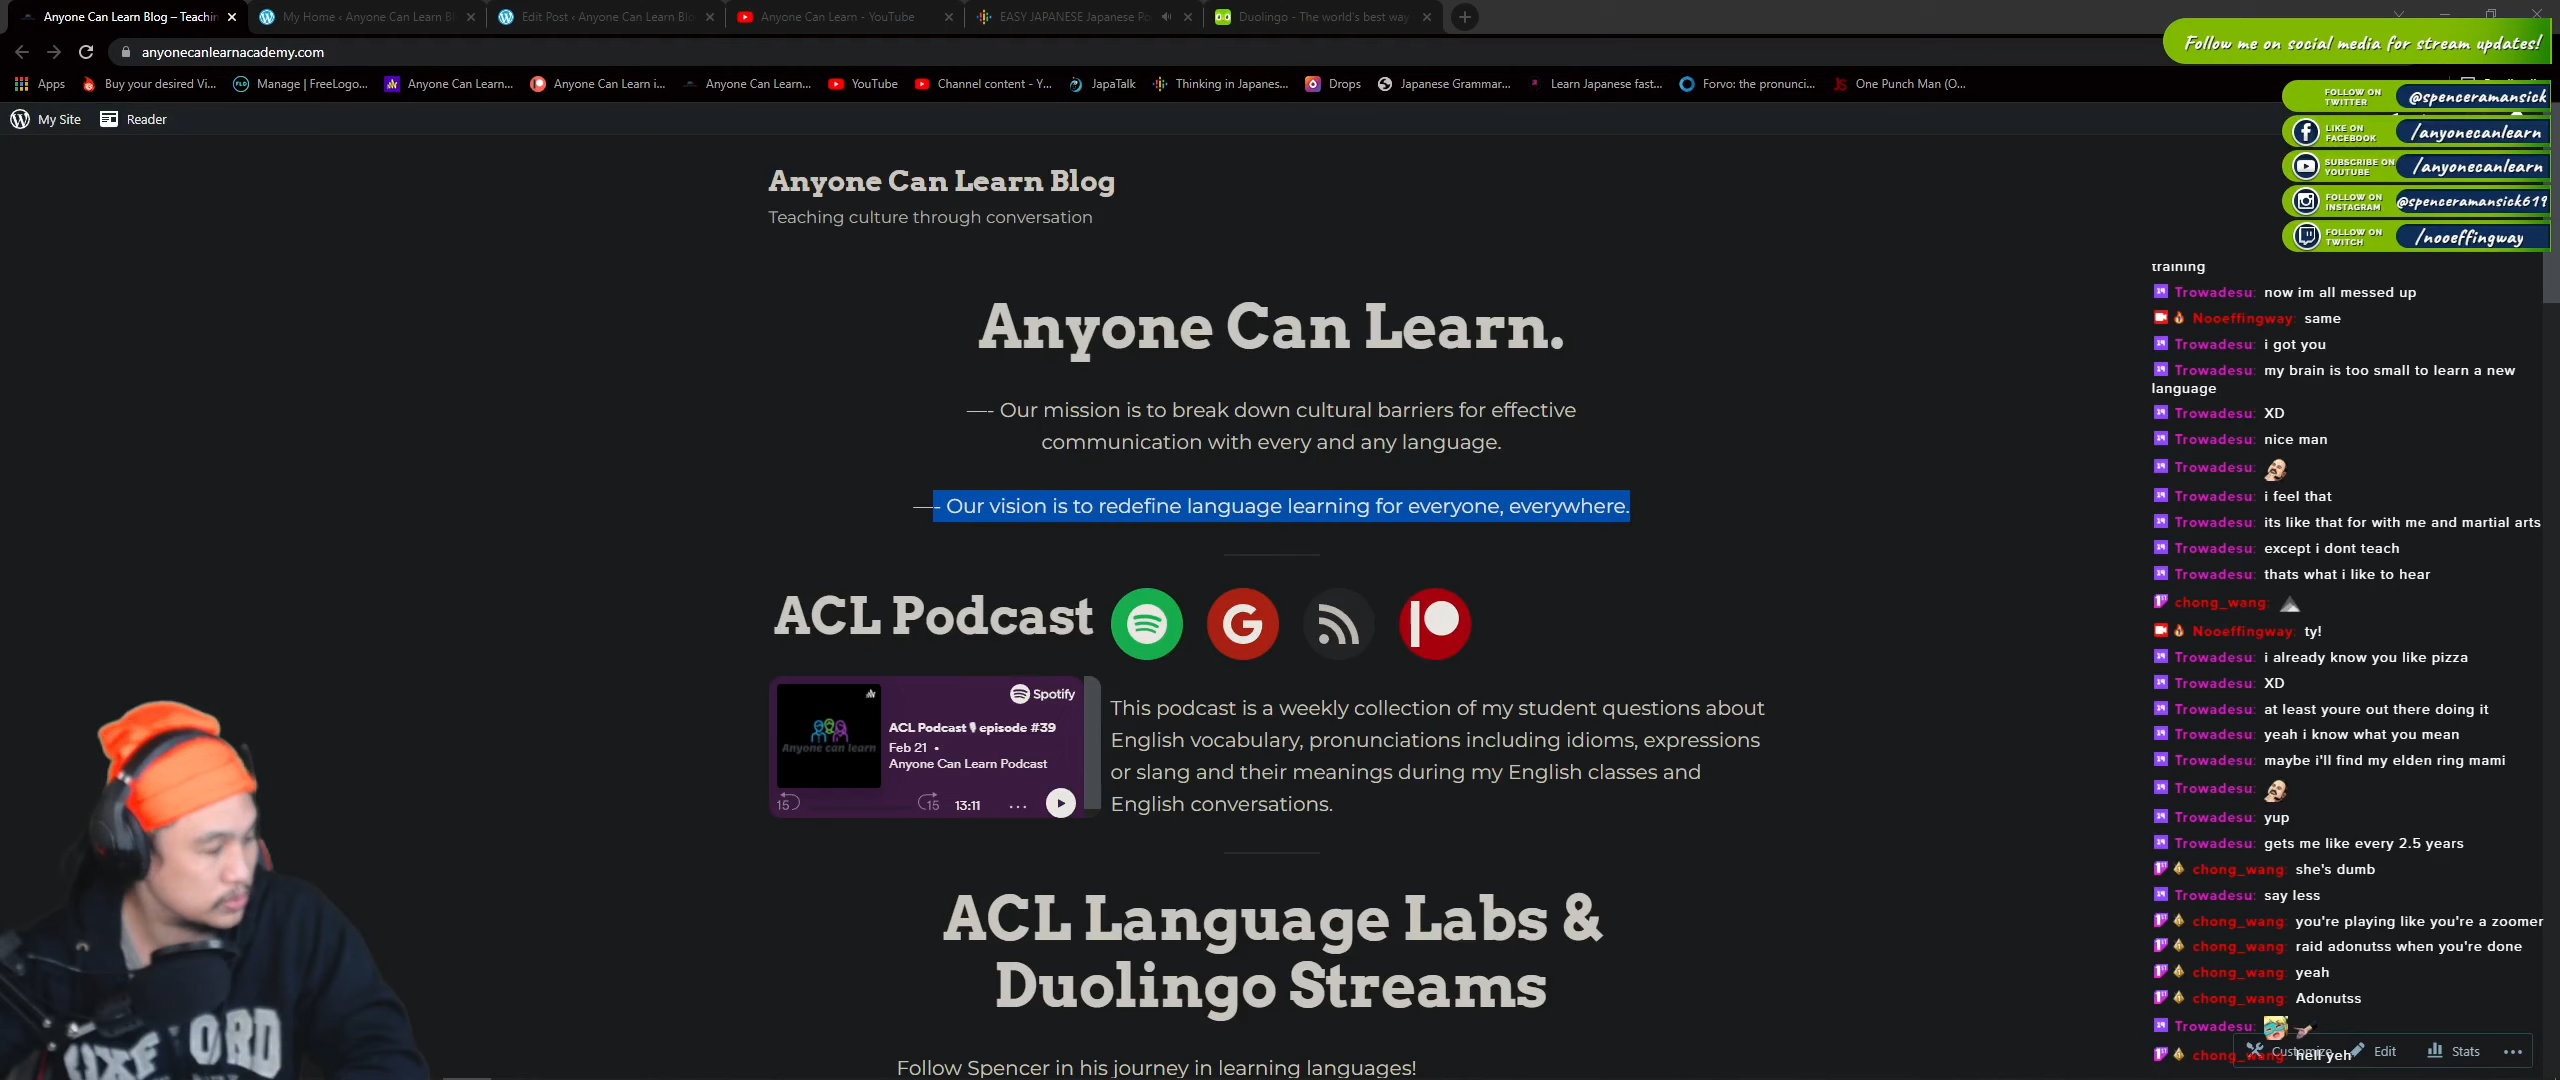 Anyone Can Learn Blog – Teachin
My Home ‹ Anyone Can Learn Bl
Edit Post ‹ Anyone Can Learn Blo
Anyone Can Learn - YouTube
EASY JAPANESE Japanese Po
Duolingo - The world's best way
anyonecanlearnacademy.com
Apps
Buy your desired Vi...
Manage | FreeLogo...
Anyone Can Learn...
Anyone Can Learn i...
Anyone Can Learn...
YouTube
Channel content - Y...
JapaTalk
Thinking in Japanes...
Drops
Japanese Grammar...
Learn Japanese fast...
Forvo: the pronunci...
One Punch Man (O...
My Site
Reader
Follow me on social media for stream updates!
FOLLOW ON TWITTER
@spenceramansick
LIKE ON FACEBOOK
/anyonecanlearn
SUBSCRIBE ON YOUTUBE
/anyonecanlearn
FOLLOW ON INSTAGRAM
@spenceramansick619
FOLLOW ON TWITCH
/nooeffingway
Anyone Can Learn Blog
Teaching culture through conversation
Anyone Can Learn.
—- Our mission is to break down cultural barriers for effective
communication with every and any language.
—- Our vision is to redefine language learning for everyone, everywhere.
ACL Podcast
Spotify
ACL Podcast episode #39
Feb 21 •
Anyone Can Learn Podcast
Anyone can learn
15
15
13:11
This podcast is a weekly collection of my student questions about
English vocabulary, pronunciations including idioms, expressions
or slang and their meanings during my English classes and
English conversations.
ACL Language Labs &
Duolingo Streams
Follow Spencer in his journey in learning languages!
training
Trowadesu: now im all messed up
Nooeffingway: same
Trowadesu: i got you
Trowadesu: my brain is too small to learn a new
language
Trowadesu: XD
Trowadesu: nice man
Trowadesu:
Trowadesu: i feel that
Trowadesu: its like that for with me and martial arts
Trowadesu: except i dont teach
Trowadesu: thats what i like to hear
chong_wang:
Nooeffingway: ty!
Trowadesu: i already know you like pizza
Trowadesu: XD
Trowadesu: at least youre out there doing it
Trowadesu: yeah i know what you mean
Trowadesu: maybe i'll find my elden ring mami
Trowadesu:
Trowadesu: yup
Trowadesu: gets me like every 2.5 years
chong_wang: she's dumb
Trowadesu: say less
chong_wang: you're playing like you're a zoomer
chong_wang: raid adonutss when you're done
chong_wang: yeah
chong_wang: Adonutss
Trowadesu:
chong_wang: hell yeh
Customize
Edit
Stats